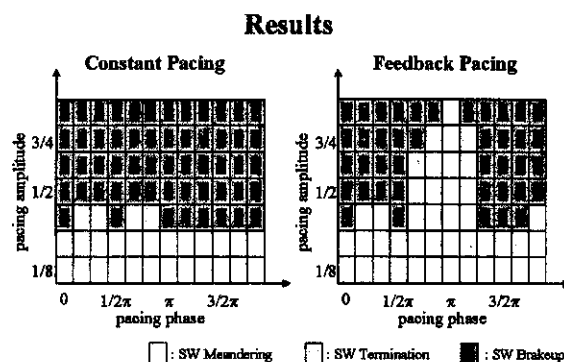 Results
Constant Pacing
Feedback Pacing
pacing amplitude
3/4
1/2
1/8
0 1/2π π 3/2π
pacing phase
pacing amplitude
3/4
1/2
1/8
0 1/2π π 3/2π
pacing phase
: SW Meandering : SW Termination : SW Brakeup